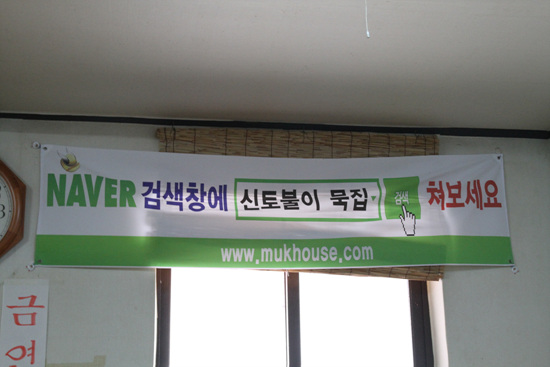 NAVER 검색창에 신토불이 묵집 검색 쳐보세요
www.mukhouse.com
금
연